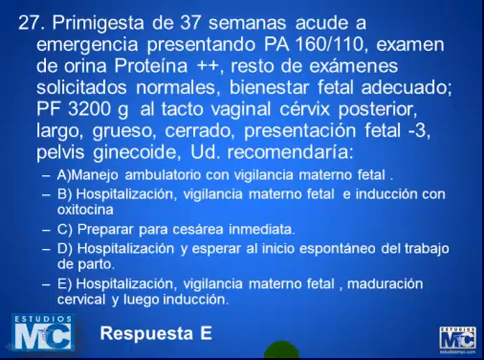 27. Primigesta de 37 semanas acude a
emergencia presentando PA 160/110, examen
de orina Proteína ++, resto de exámenes
solicitados normales, bienestar fetal adecuado;
PF 3200 g al tacto vaginal cérvix posterior,
largo, grueso, cerrado, presentación fetal -3,
pelvis ginecoide, Ud. recomendaría:
– A)Manejo ambulatorio con vigilancia materno fetal .
– B) Hospitalización, vigilancia materno fetal e inducción con
oxitocina
– C) Preparar para cesárea inmediata.
– D) Hospitalización y esperar al inicio espontáneo del trabajo
de parto.
– E) Hospitalización, vigilancia materno fetal , maduración
cervical y luego inducción.
ESTUDIOS
MC
Respuesta E
ESTUDIOS
MC